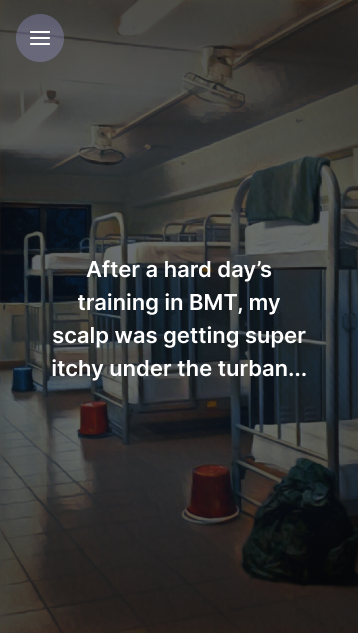 After a hard day’s
training in BMT, my
scalp was getting super
itchy under the turban...